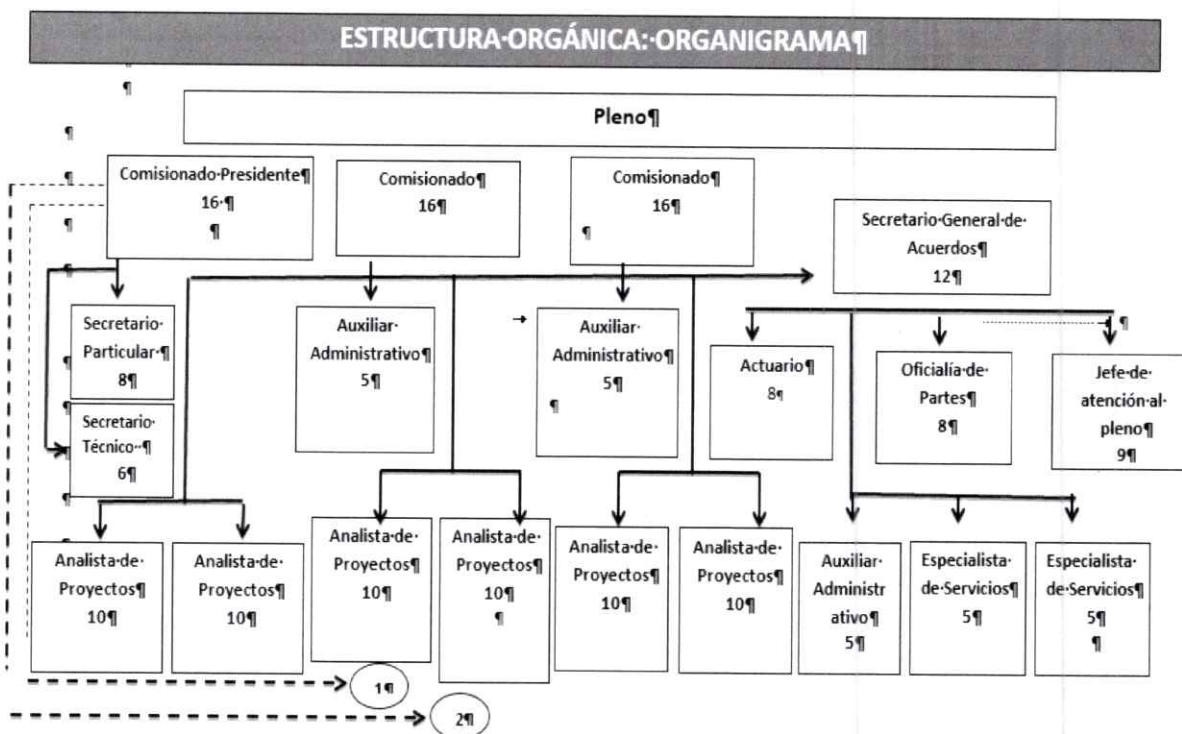 ESTRUCTURA·ORGÁNICA:·ORGANIGRAMA¶
¶
¶
Pleno¶
¶
¶
Comisionado·Presidente¶
16·¶
¶
Comisionado¶
16¶
Comisionado¶
16¶
¶
¶
Secretario·General·de·
Acuerdos¶
12¶
¶
Secretario·
Particular·¶
8¶
Auxiliar·
Administrativo¶
5¶
Auxiliar·
Administrativo¶
5¶
¶
¶
Actuario¶
8¶
Oficialía·de·
Partes¶
8¶
Jefe·de·
atención·al·
pleno¶
9¶
¶
¶
Secretario·
Técnico··¶
6¶
¶
¶
¶
Analista·de·
Proyectos¶
10¶
Analista·de·
Proyectos¶
10¶
Analista·de·
Proyectos¶
10¶
Analista·de·
Proyectos¶
10¶
¶
Analista·de·
Proyectos¶
10¶
Analista·de·
Proyectos¶
10¶
Auxiliar·
Administr
ativo¶
5¶
Especialista·
de·Servicios¶
5¶
Especialista·
de·Servicios¶
5¶
¶
1¶
2¶